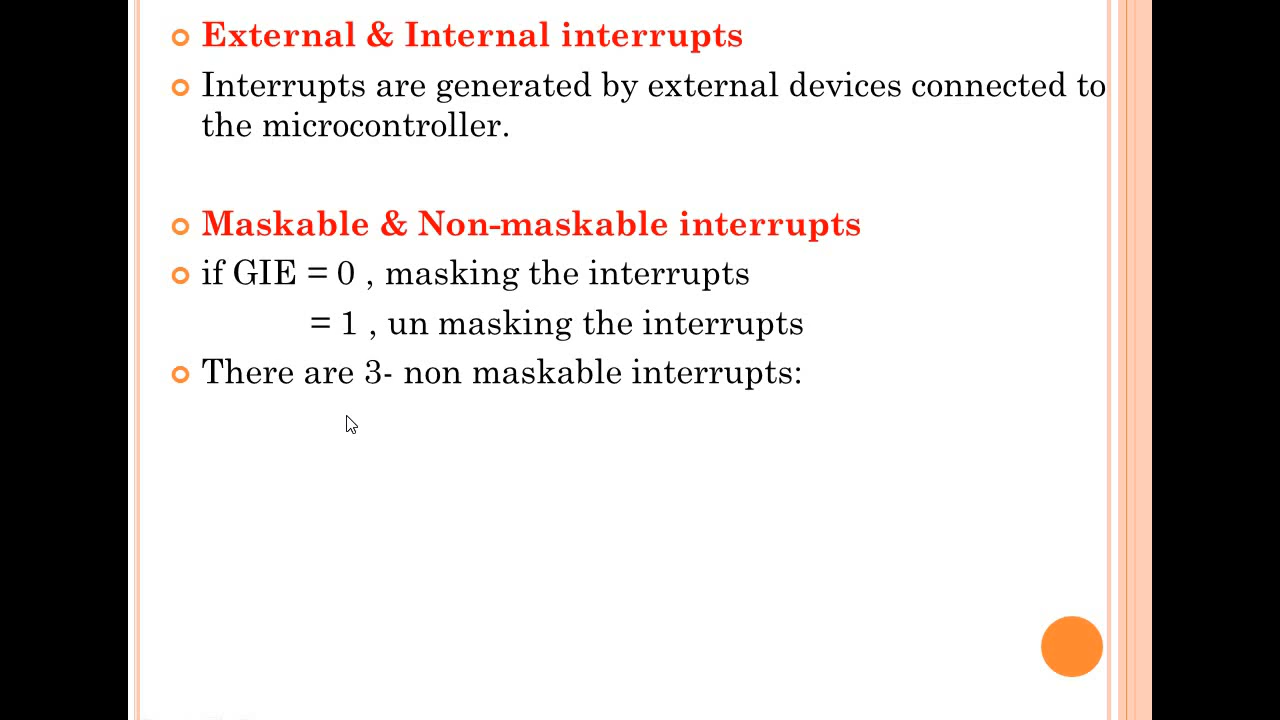 External & Internal interrupts
Interrupts are generated by external devices connected to
the microcontroller.
Maskable & Non-maskable interrupts
if GIE = 0 , masking the interrupts
= 1 , un masking the interrupts
There are 3- non maskable interrupts: